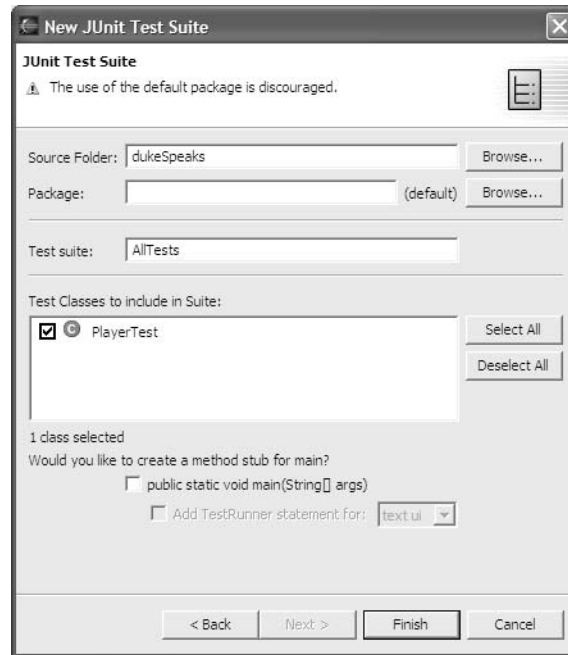 New JUnit Test Suite
JUnit Test Suite
The use of the default package is discouraged.
Source Folder: dukeSpeaks Browse...
Package: (default) Browse...
Test suite: AllTests
Test Classes to include in Suite:
C PlayerTest
Select All
Deselect All
1 class selected
Would you like to create a method stub for main?
public static void main(String[] args)
Add TestRunner statement for: text ui
< Back Next > Finish Cancel